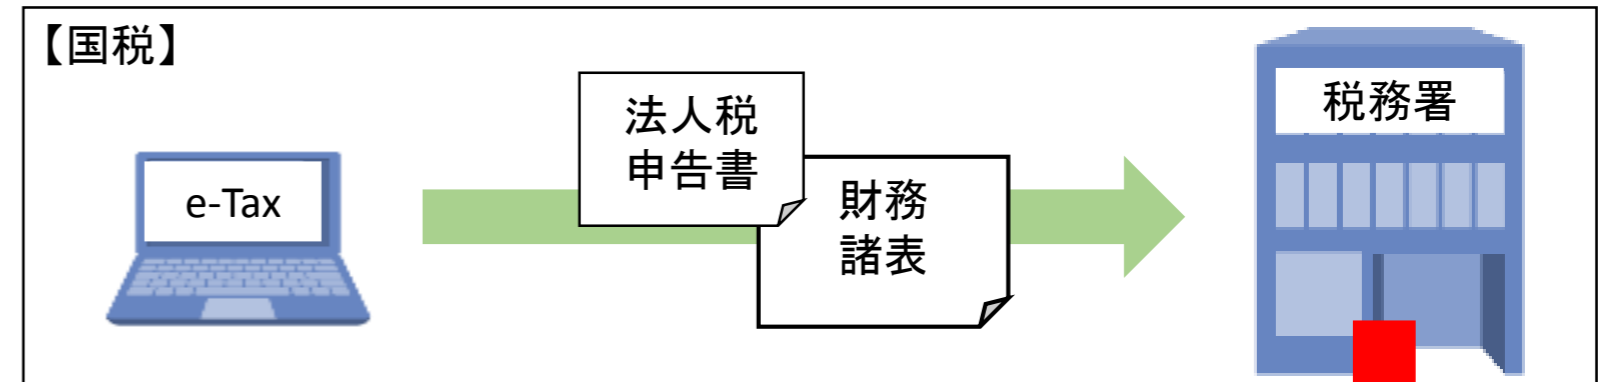 【国税】
e-Tax
法人税
申告書
財務
諸表
税務署